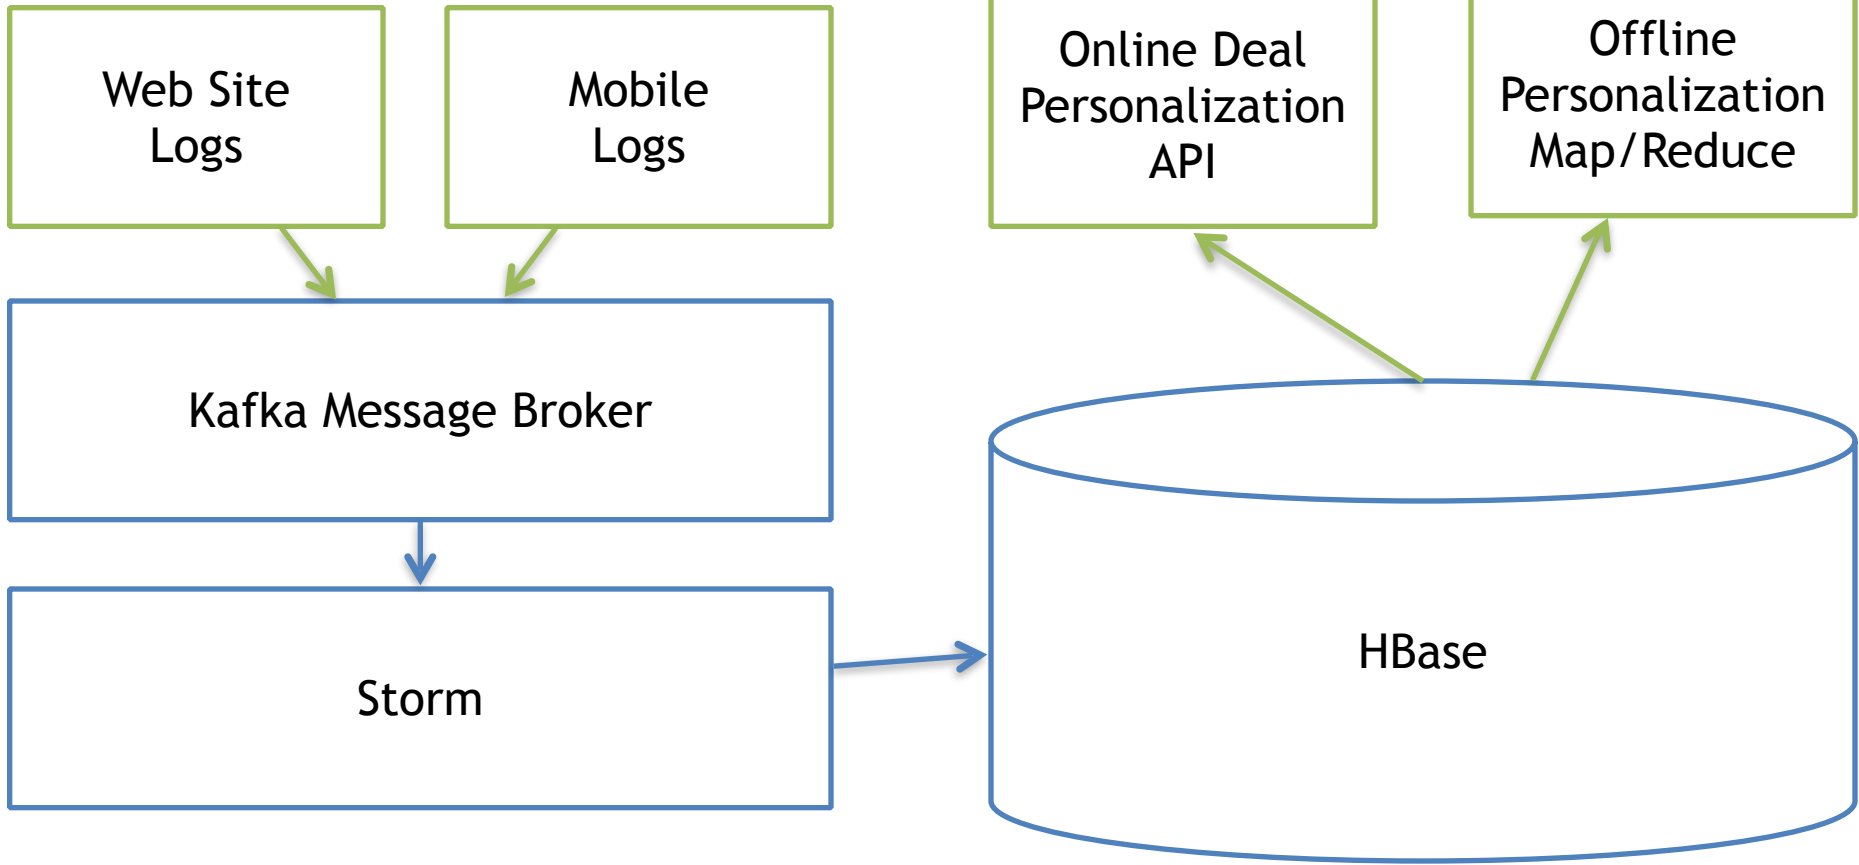 Web Site
Logs
Mobile
Logs
Online Deal
Personalization
API
Offline
Personalization
Map/Reduce
Kafka Message Broker
Storm
HBase